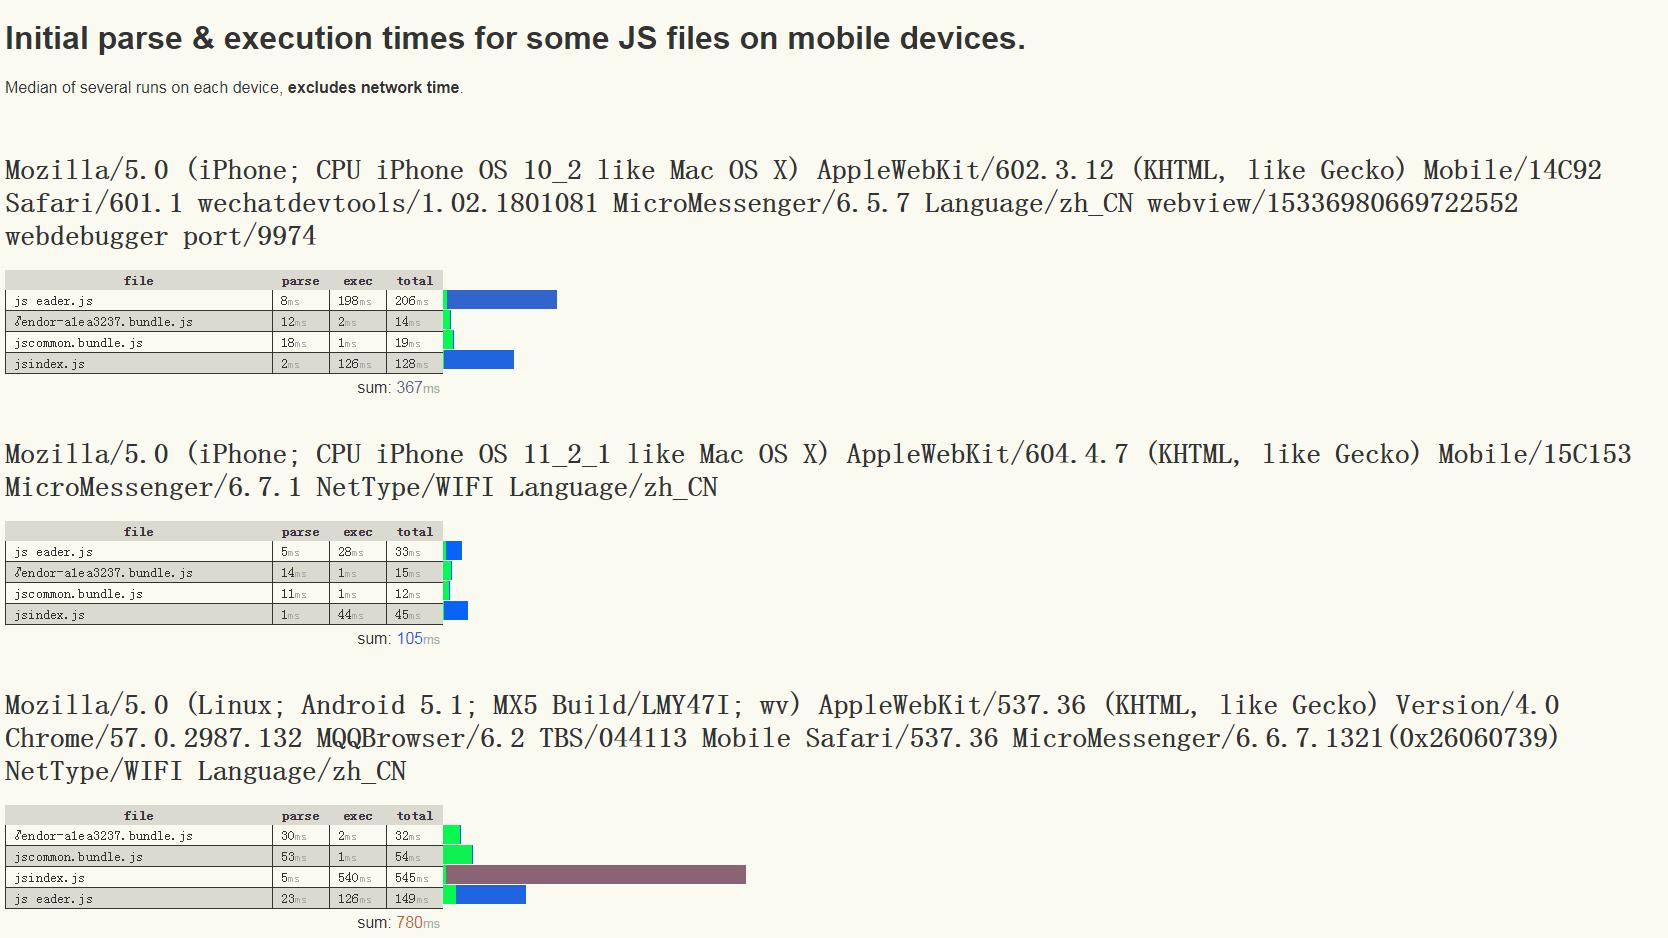 Initial parse & execution times for some JS files on mobile devices.
Median of several runs on each device, excludes network time.
Mozilla/5.0 (iPhone; CPU iPhone OS 10_2 like Mac OS X) AppleWebKit/602.3.12 (KHTML, like Gecko) Mobile/14C92
Safari/601.1 wechatdevtools/1.02.1801081 MicroMessenger/6.5.7 Language/zh_CN webview/15336980669722552
webdebugger port/9974
file parse exec total
js eader.js 8ms 198ms 206ms
endor-a1ea3237.bundle.js 12ms 2ms 14ms
jscommon.bundle.js 18ms 1ms 19ms
jsindex.js 2ms 126ms 128ms
sum: 367ms
Mozilla/5.0 (iPhone; CPU iPhone OS 11_2_1 like Mac OS X) AppleWebKit/604.4.7 (KHTML, like Gecko) Mobile/15C153
MicroMessenger/6.7.1 NetType/WIFI Language/zh_CN
file parse exec total
js eader.js 5ms 28ms 33ms
endor-a1ea3237.bundle.js 14ms 1ms 15ms
jscommon.bundle.js 11ms 1ms 12ms
jsindex.js 1ms 44ms 45ms
sum: 105ms
Mozilla/5.0 (Linux; Android 5.1; MX5 Build/LMY47I; wv) AppleWebKit/537.36 (KHTML, like Gecko) Version/4.0
Chrome/57.0.2987.132 MQQBrowser/6.2 TBS/044113 Mobile Safari/537.36 MicroMessenger/6.6.7.1321(0x26060739)
NetType/WIFI Language/zh_CN
file parse exec total
endor-a1ea3237.bundle.js 30ms 2ms 32ms
jscommon.bundle.js 53ms 1ms 54ms
jsindex.js 5ms 540ms 545ms
js eader.js 23ms 126ms 149ms
sum: 780ms